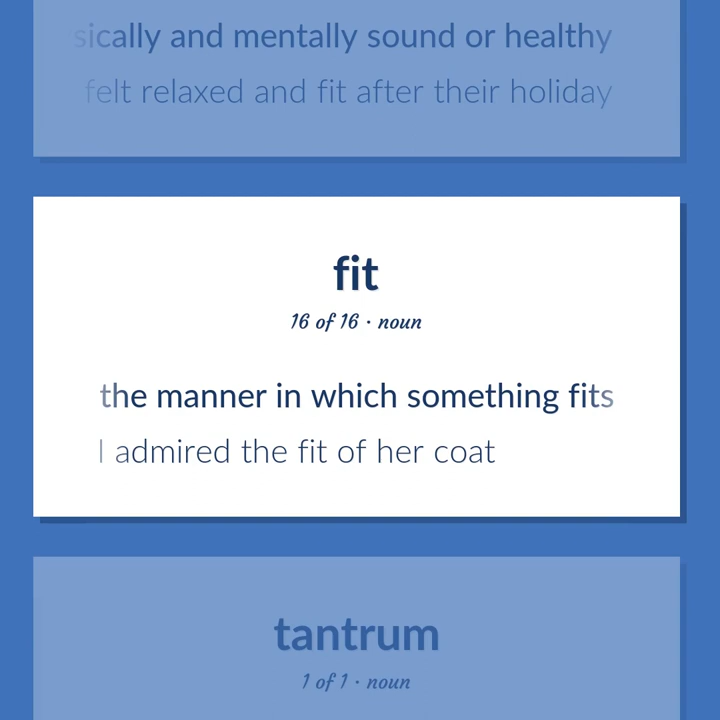 sically and mentally sound or healthy
felt relaxed and fit after their holiday
fit
16 of 16 · noun
the manner in which something fits
I admired the fit of her coat
tantrum
1 of 1 · noun